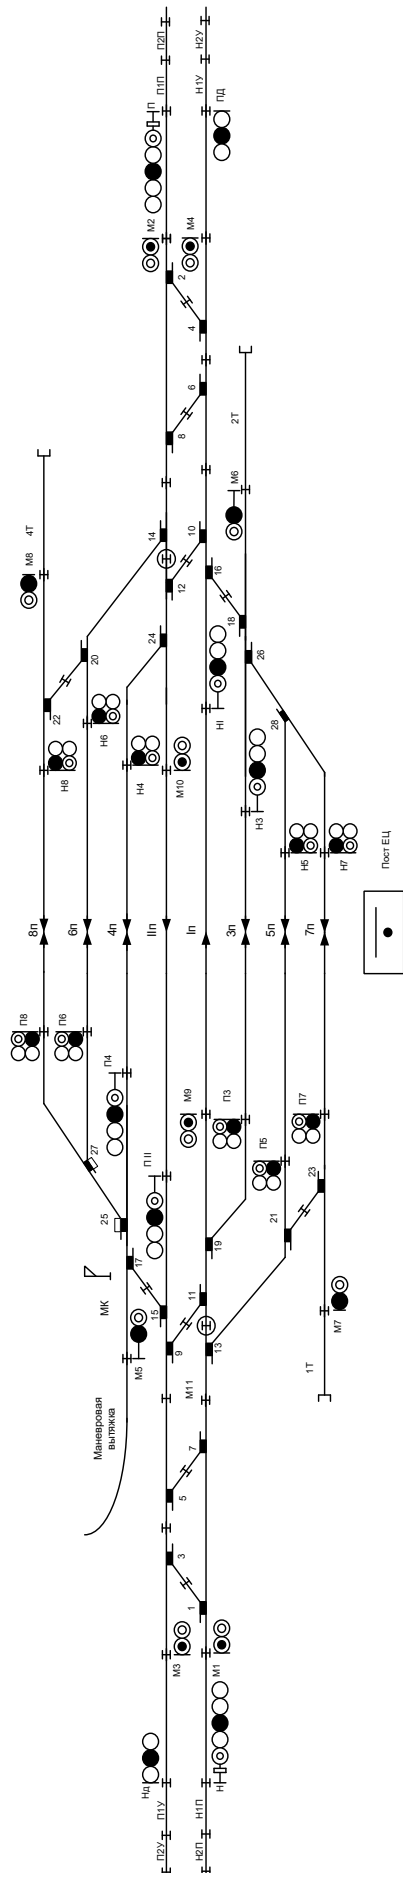 П8
8п
М8
4Т
Н8
22
П6
6п
20
27
Н6
Маневровая
вытяжка
МК
25
П4
4п
Н4
24
14
М5
17
П II
IIп
М2
П
Нд
15
12
П2У
П1У
П1П
П2П
М3
3
5
9
М10
8
2
1
7
11
М9
Iп
10
6
4
М4
Н2П
Н1П
М11
Н1У
Н2У
Н
М1
13
19
П3
НI
16
ПД
3п
18
М6
2Т
П5
Н3
26
21
5п
28
П7
Н5
23
7п
1Т
М7
Н7
Пост ЕЦ